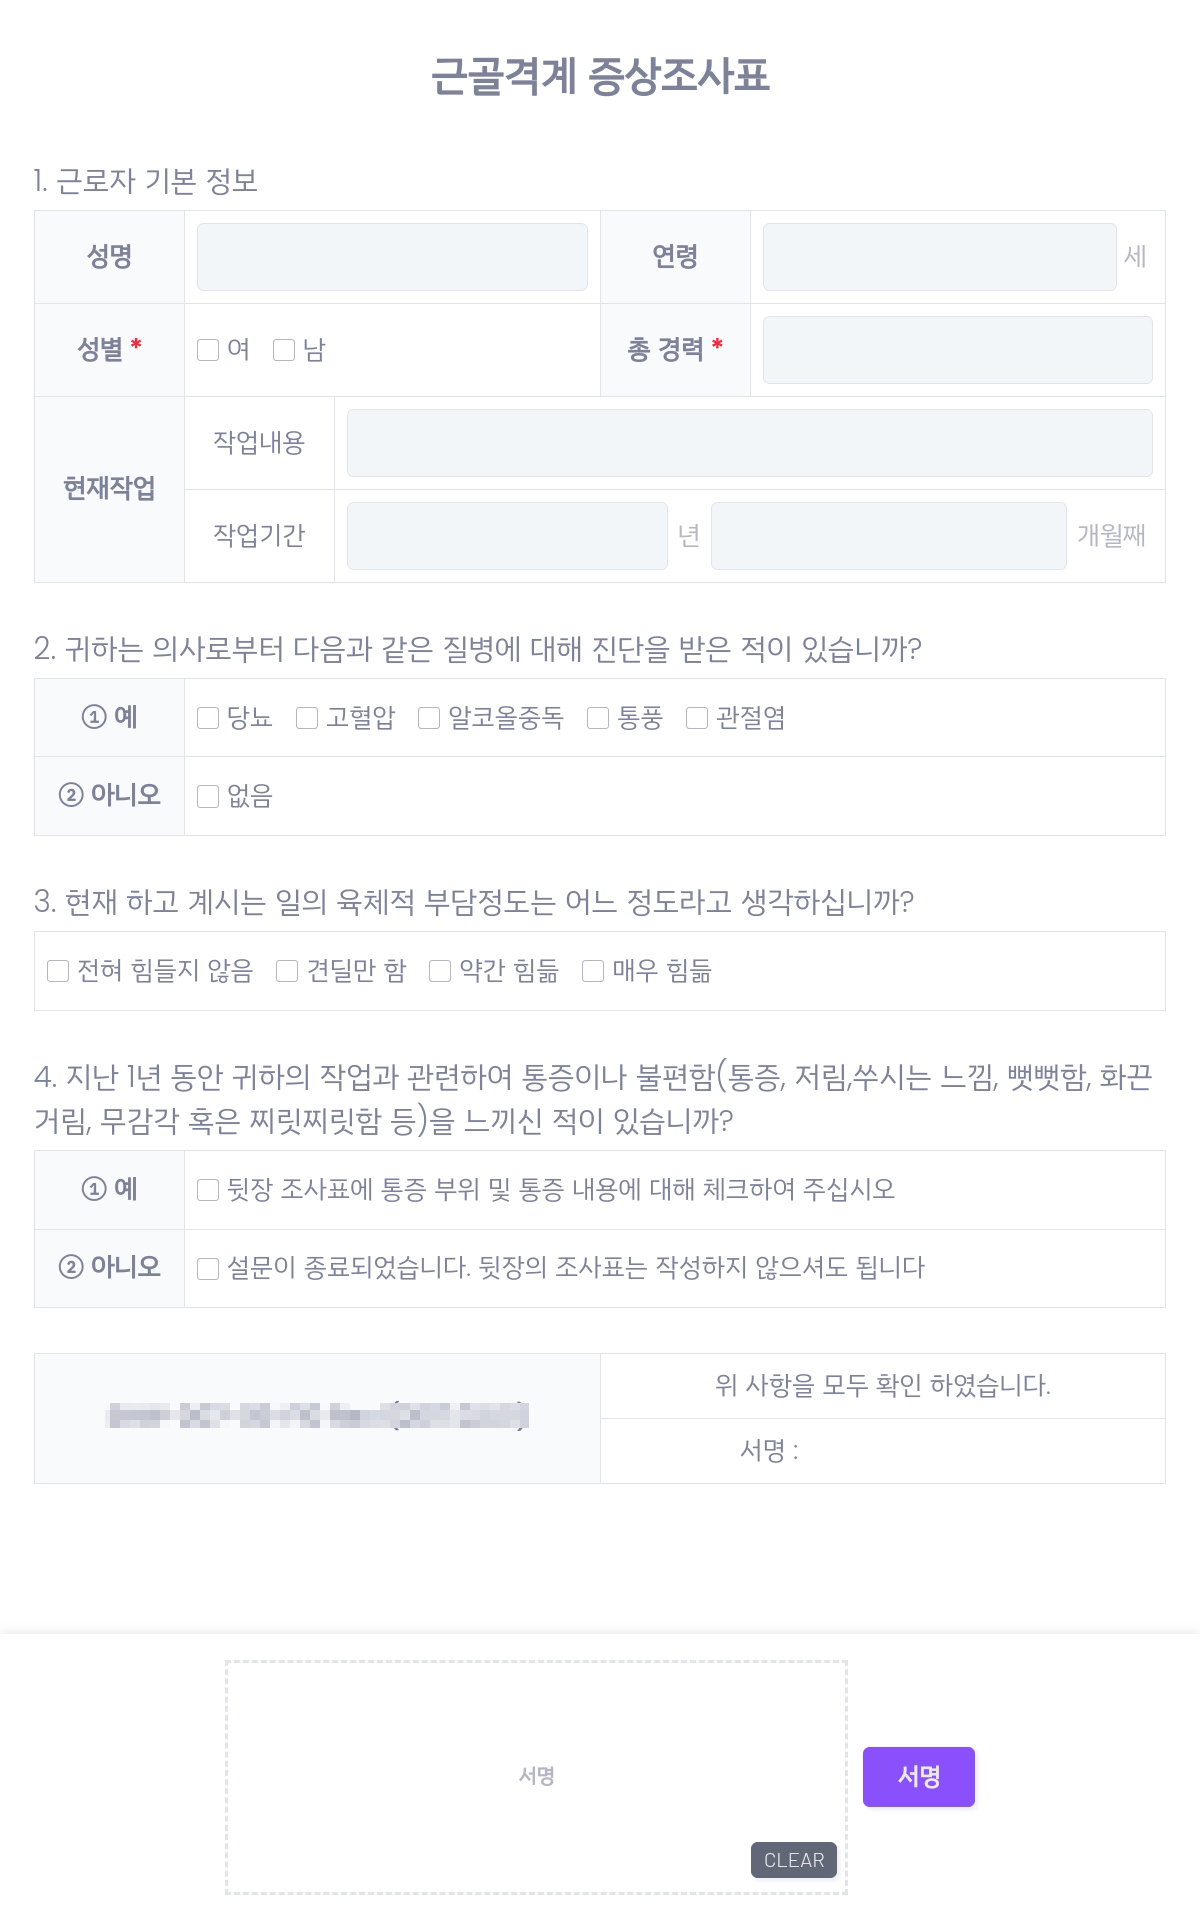 근골격계 증상조사표
1. 근로자 기본 정보
성명 연령 세
성별 * 여 남 총 경력 *
현재작업 작업내용
작업기간 년 개월째
2. 귀하는 의사로부터 다음과 같은 질병에 대해 진단을 받은 적이 있습니까?
① 예 당뇨 고혈압 알코올중독 통풍 관절염
② 아니오 없음
3. 현재 하고 계시는 일의 육체적 부담정도는 어느 정도라고 생각하십니까?
전혀 힘들지 않음 견딜만 함 약간 힘듦 매우 힘듦
4. 지난 1년 동안 귀하의 작업과 관련하여 통증이나 불편함(통증, 저림,쑤시는 느낌, 뻣뻣함, 화끈
거림, 무감각 혹은 찌릿찌릿함 등)을 느끼신 적이 있습니까?
① 예 뒷장 조사표에 통증 부위 및 통증 내용에 대해 체크하여 주십시오
② 아니오 설문이 종료되었습니다. 뒷장의 조사표는 작성하지 않으셔도 됩니다
위 사항을 모두 확인 하였습니다.
서명 :
서명
서명
CLEAR